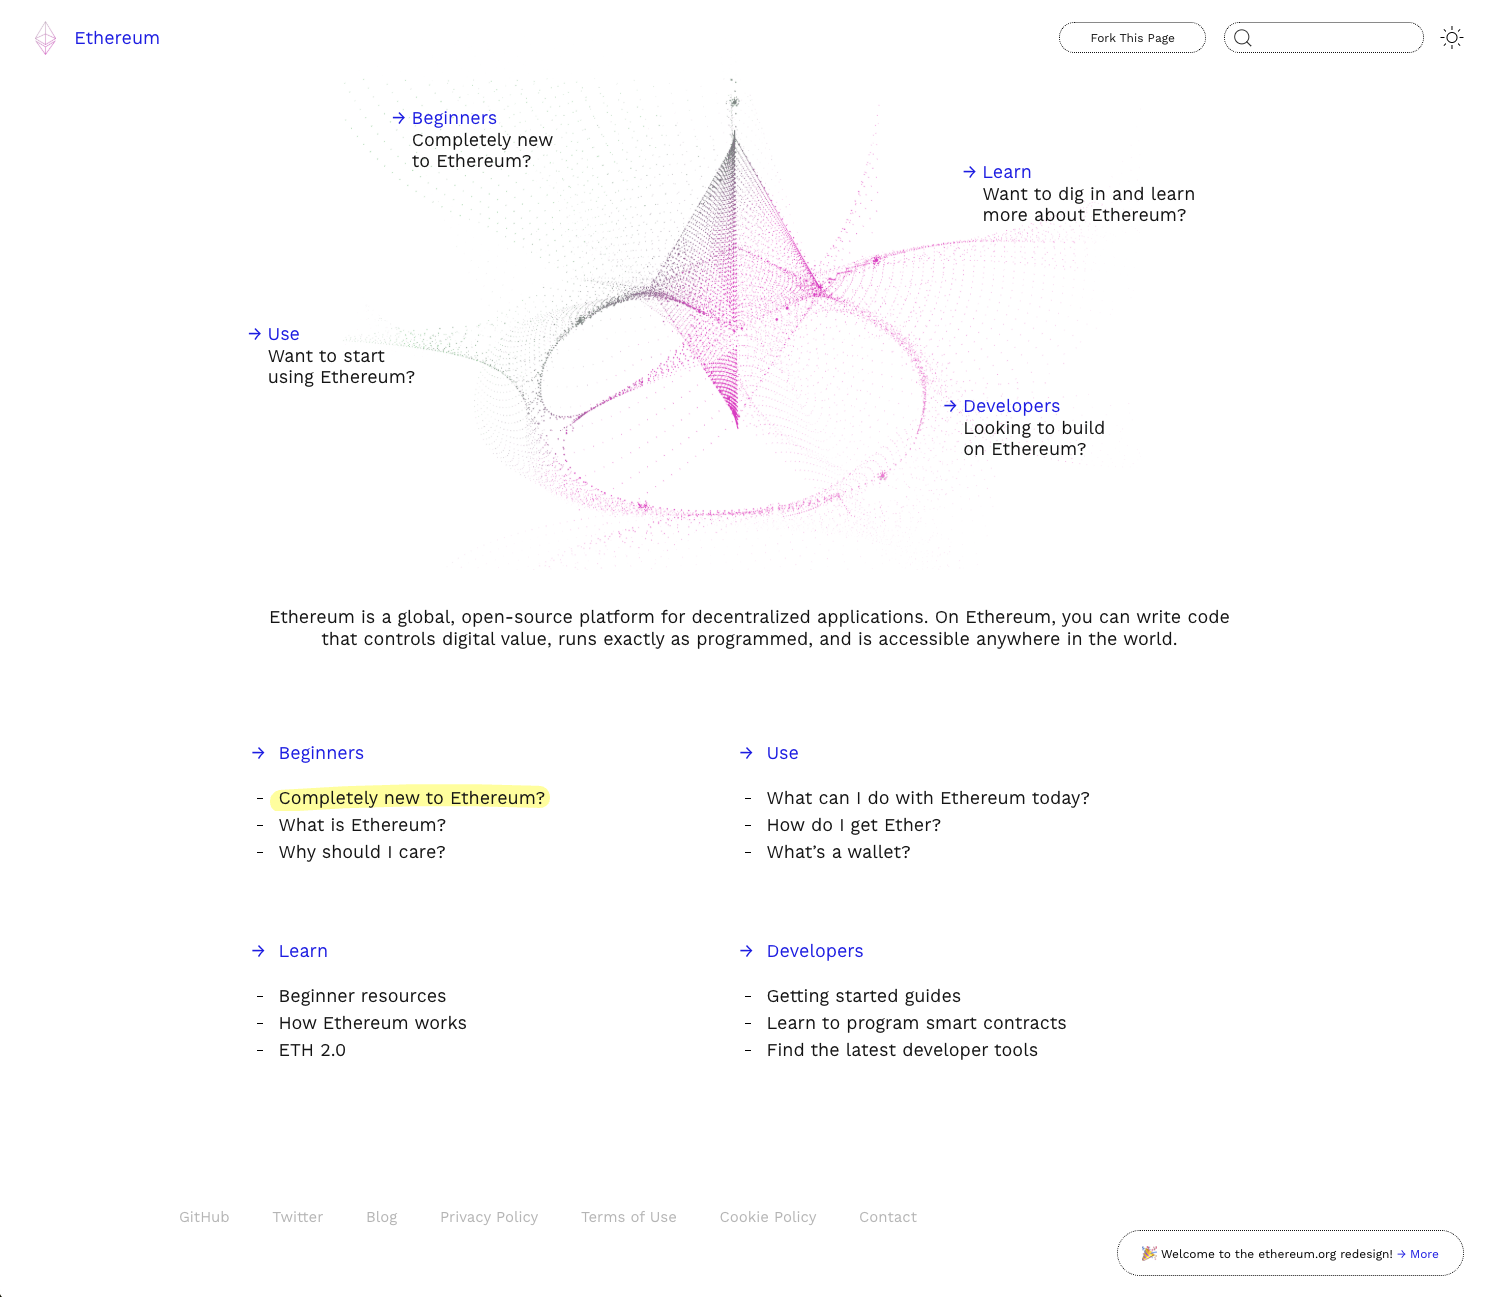 Ethereum
Fork This Page
→ Beginners
Completely new
to Ethereum?
→ Learn
Want to dig in and learn
more about Ethereum?
→ Use
Want to start
using Ethereum?
→ Developers
Looking to build
on Ethereum?
Ethereum is a global, open-source platform for decentralized applications. On Ethereum, you can write code
that controls digital value, runs exactly as programmed, and is accessible anywhere in the world.
→ Beginners
- Completely new to Ethereum?
- What is Ethereum?
- Why should I care?
→ Use
- What can I do with Ethereum today?
- How do I get Ether?
- What’s a wallet?
→ Learn
- Beginner resources
- How Ethereum works
- ETH 2.0
→ Developers
- Getting started guides
- Learn to program smart contracts
- Find the latest developer tools
GitHub Twitter Blog Privacy Policy Terms of Use Cookie Policy Contact
🎉 Welcome to the ethereum.org redesign! → More